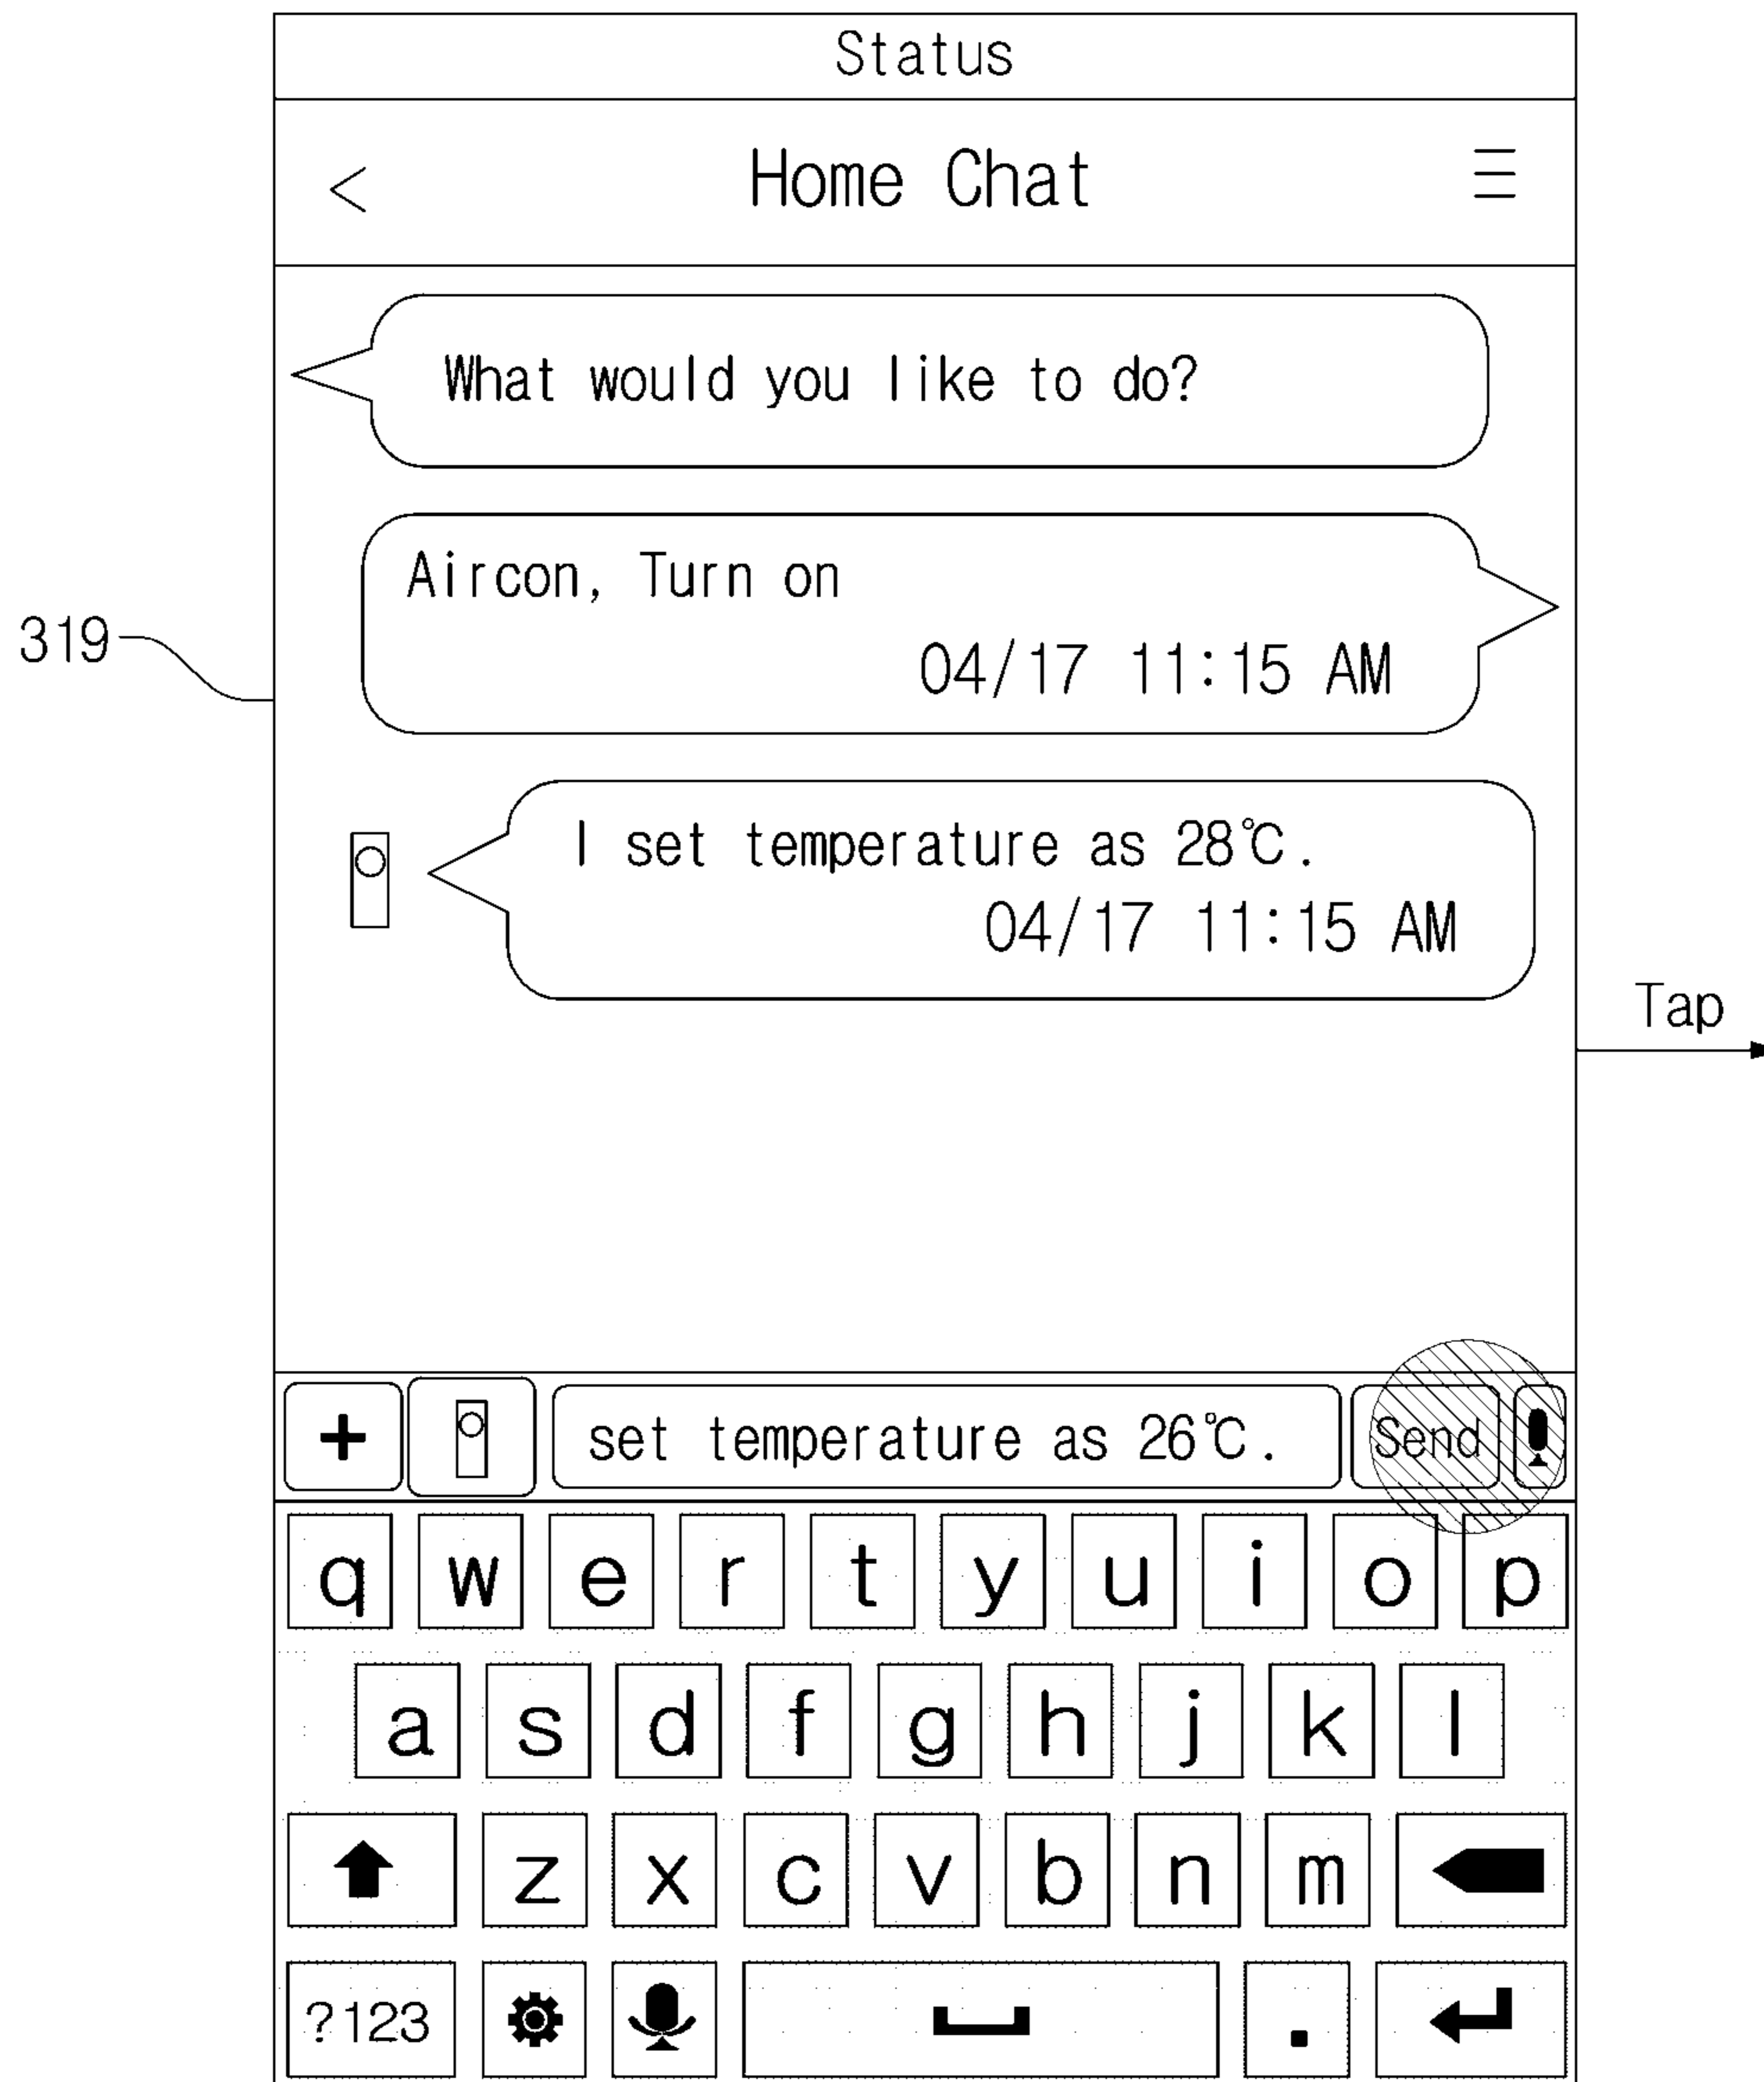 Status
< Home Chat
What would you like to do?
Aircon, Turn on
04/17 11:15 AM
319
I set temperature as 28℃.
04/17 11:15 AM
Tap
+ set temperature as 26℃. Send
q w e r t y u i o p
a s d f g h j k l
z x c v b n m
?123 .